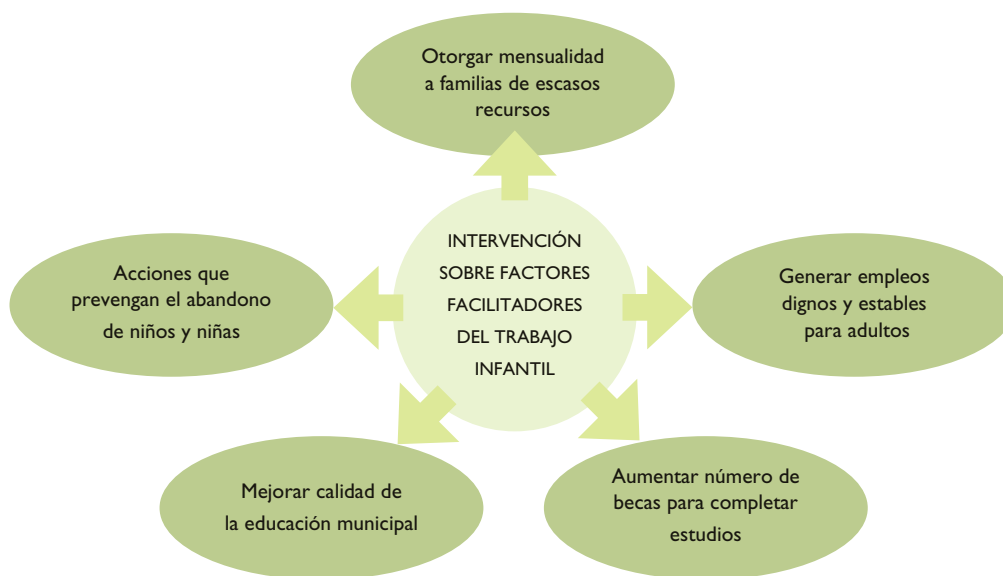 Otorgar mensualidad
a familias de escasos
recursos
INTERVENCIÓN
SOBRE FACTORES
FACILITADORES
DEL TRABAJO
INFANTIL
Acciones que
prevengan el abandono
de niños y niñas
Generar empleos
dignos y estables
para adultos
Mejorar calidad de
la educación municipal
Aumentar número de
becas para completar
estudios